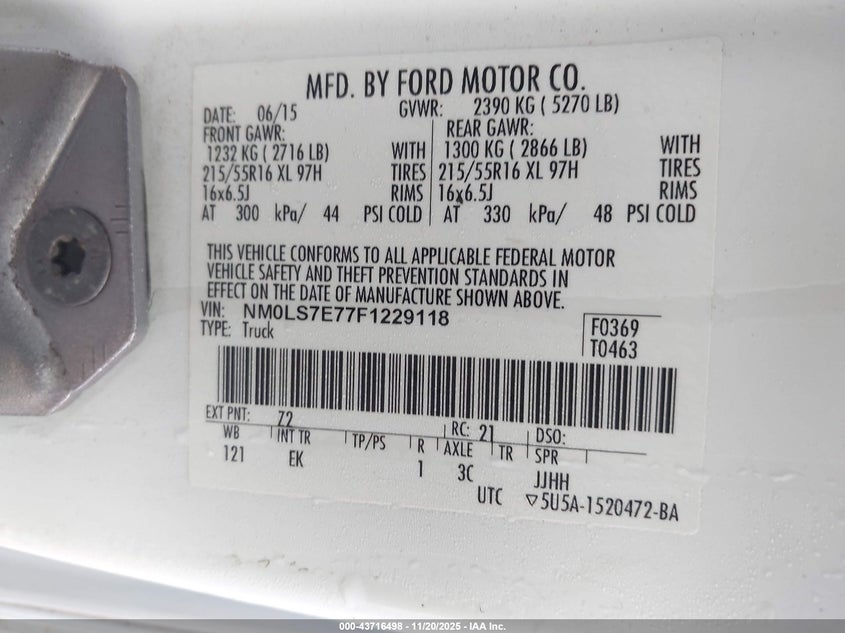 MFD. BY FORD MOTOR CO.
DATE: 06/15 GVWR: 2390 KG ( 5270 LB)
FRONT GAWR: REAR GAWR:
1232 KG ( 2716 LB) WITH 1300 KG ( 2866 LB) WITH
215/55R16 XL 97H TIRES 215/55R16 XL 97H TIRES
16x6.5J RIMS 16x6.5J RIMS
AT 300 kPa/ 44 PSI COLD AT 330 kPa/ 48 PSI COLD
THIS VEHICLE CONFORMS TO ALL APPLICABLE FEDERAL MOTOR
VEHICLE SAFETY AND THEFT PREVENTION STANDARDS IN
EFFECT ON THE DATE OF MANUFACTURE SHOWN ABOVE.
VIN: NM0LS7E77F1229118
TYPE: Truck
F0369
T0463
EXT PNT: 7Z RC: 21 DSO:
WB INT TR TP/PS R AXLE TR SPR
121 EK 1 3C JJHH
UTC ▽5U5A-1520472-BA
000-43716498 - 11/20/2025 - IAA Inc.